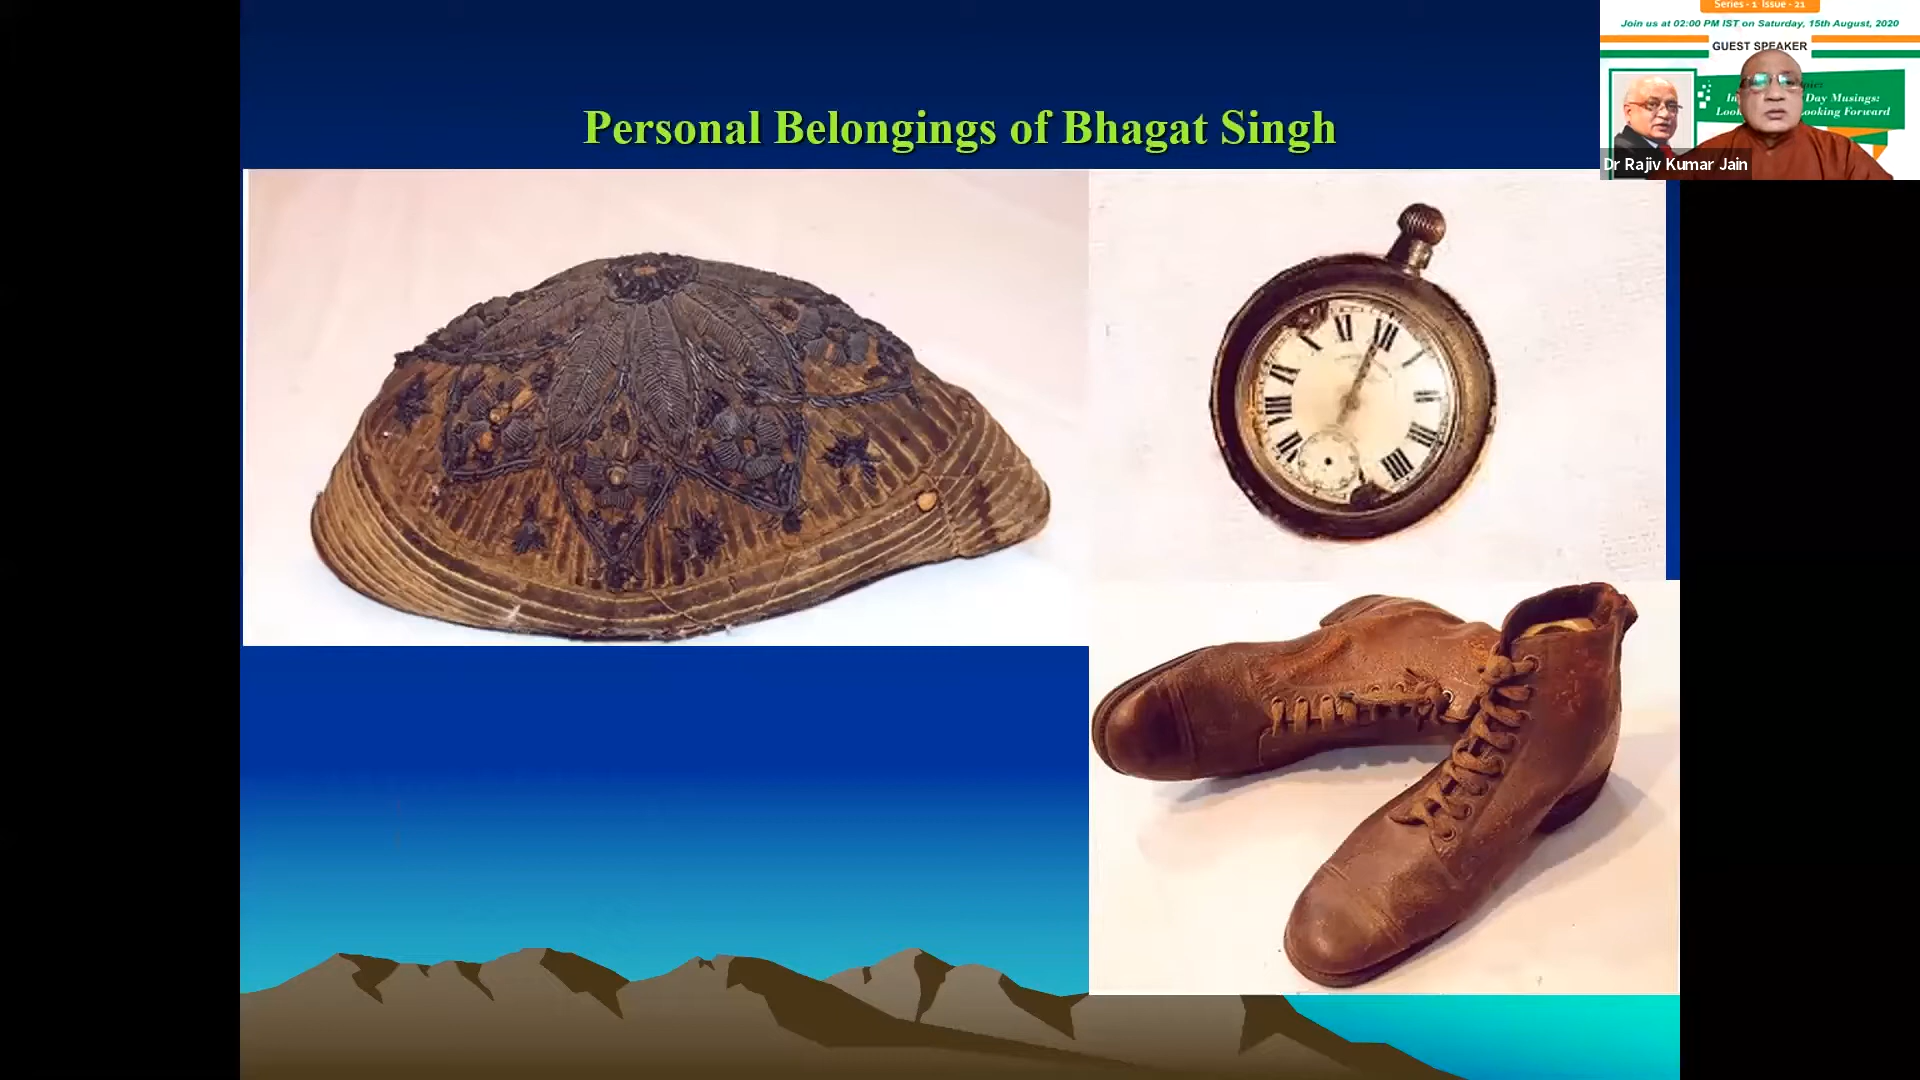 Personal Belongings of Bhagat Singh
Series - 1 Issue - 21
Join us at 02:00 PM IST on Saturday, 15th August, 2020
GUEST SPEAKER
Day Musings:
Looking Forward
Dr Rajiv Kumar Jain